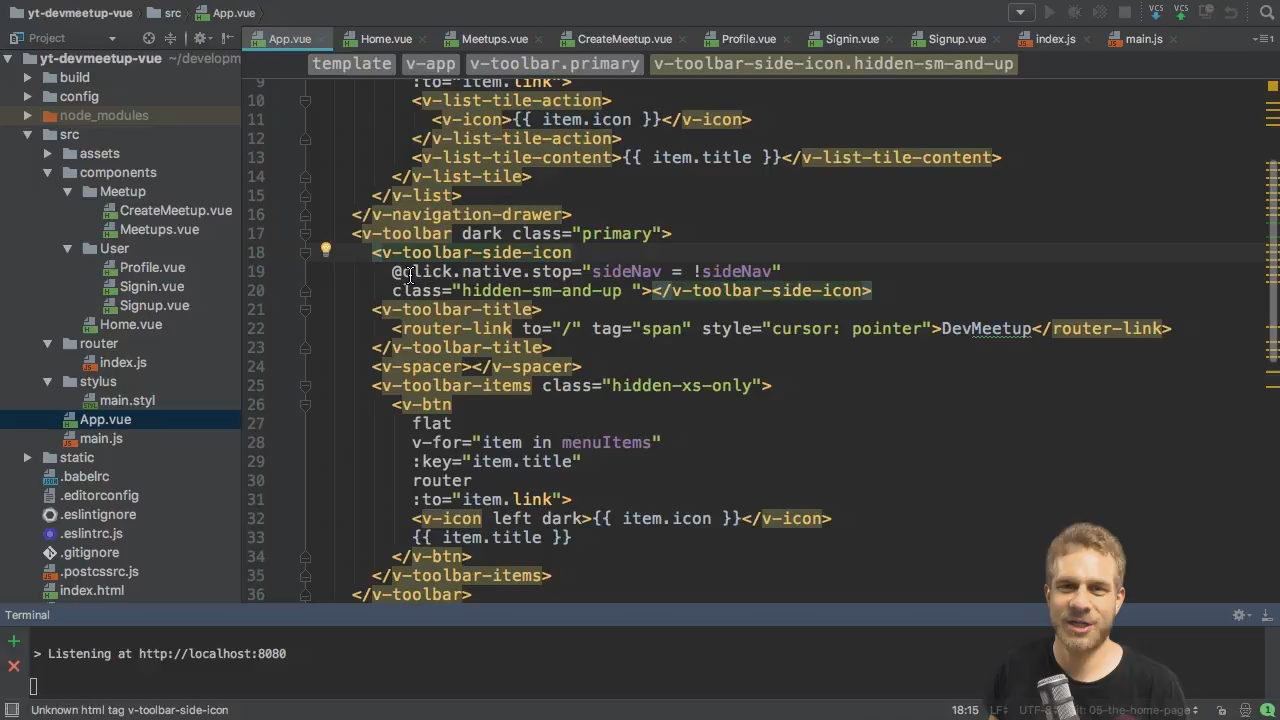 yt-devmeetup-vue src App.vue
Project
App.vue Home.vue Meetups.vue CreateMeetup.vue Profile.vue Signin.vue Signup.vue index.js main.js
yt-devmeetup-vue ~/developm
build
config
node_modules
src
assets
components
Meetup
CreateMeetup.vue
Meetups.vue
User
Profile.vue
Signin.vue
Signup.vue
Home.vue
router
index.js
stylus
main.styl
App.vue
main.js
static
.babelrc
.editorconfig
.eslintignore
.eslintrc.js
.gitignore
.postcssrc.js
index.html
template v-app v-toolbar.primary v-toolbar-side-icon.hidden-sm-and-up
9 :to="item.link">
10 <v-list-tile-action>
11 <v-icon>{{ item.icon }}</v-icon>
12 </v-list-tile-action>
13 <v-list-tile-content>{{ item.title }}</v-list-tile-content>
14 </v-list-tile>
15 </v-list>
16 </v-navigation-drawer>
17 <v-toolbar dark class="primary">
18 <v-toolbar-side-icon
19 @click.native.stop="sideNav = !sideNav"
20 class="hidden-sm-and-up "></v-toolbar-side-icon>
21 <v-toolbar-title>
22 <router-link to="/" tag="span" style="cursor: pointer">DevMeetup</router-link>
23 </v-toolbar-title>
24 <v-spacer></v-spacer>
25 <v-toolbar-items class="hidden-xs-only">
26 <v-btn
27 flat
28 v-for="item in menuItems"
29 :key="item.title"
30 router
31 :to="item.link">
32 <v-icon left dark>{{ item.icon }}</v-icon>
33 {{ item.title }}
34 </v-btn>
35 </v-toolbar-items>
36 </v-toolbar>
Terminal
> Listening at http://localhost:8080
Unknown html tag v-toolbar-side-icon 18:15 LF 05-the-home-page